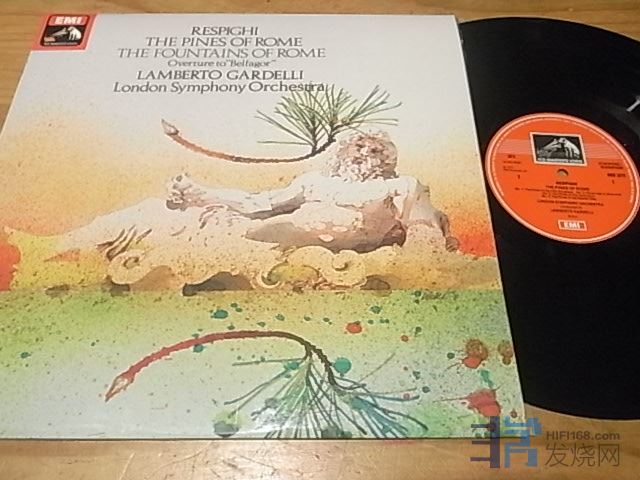 EMI
RESPIGHI
THE PINES OF ROME
THE FOUNTAINS OF ROME
Overture to "Belfagor"
LAMBERTO GARDELLI
London Symphony Orchestra
RESPIGHI
THE PINES OF ROME
LONDON SYMPHONY ORCHESTRA
LAMBERTO GARDELLI
EMI
HIFI168.com
发烧网